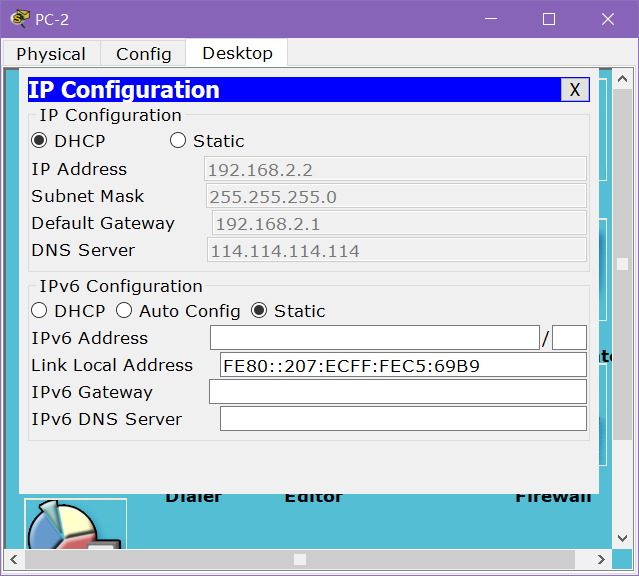 PC-2
Physical Config Desktop
IP Configuration X
IP Configuration
DHCP Static
IP Address 192.168.2.2
Subnet Mask 255.255.255.0
Default Gateway 192.168.2.1
DNS Server 114.114.114.114
IPv6 Configuration
DHCP Auto Config Static
IPv6 Address /
Link Local Address FE80::207:ECFF:FEC5:69B9
IPv6 Gateway
IPv6 DNS Server
Dialer Editor Firewall